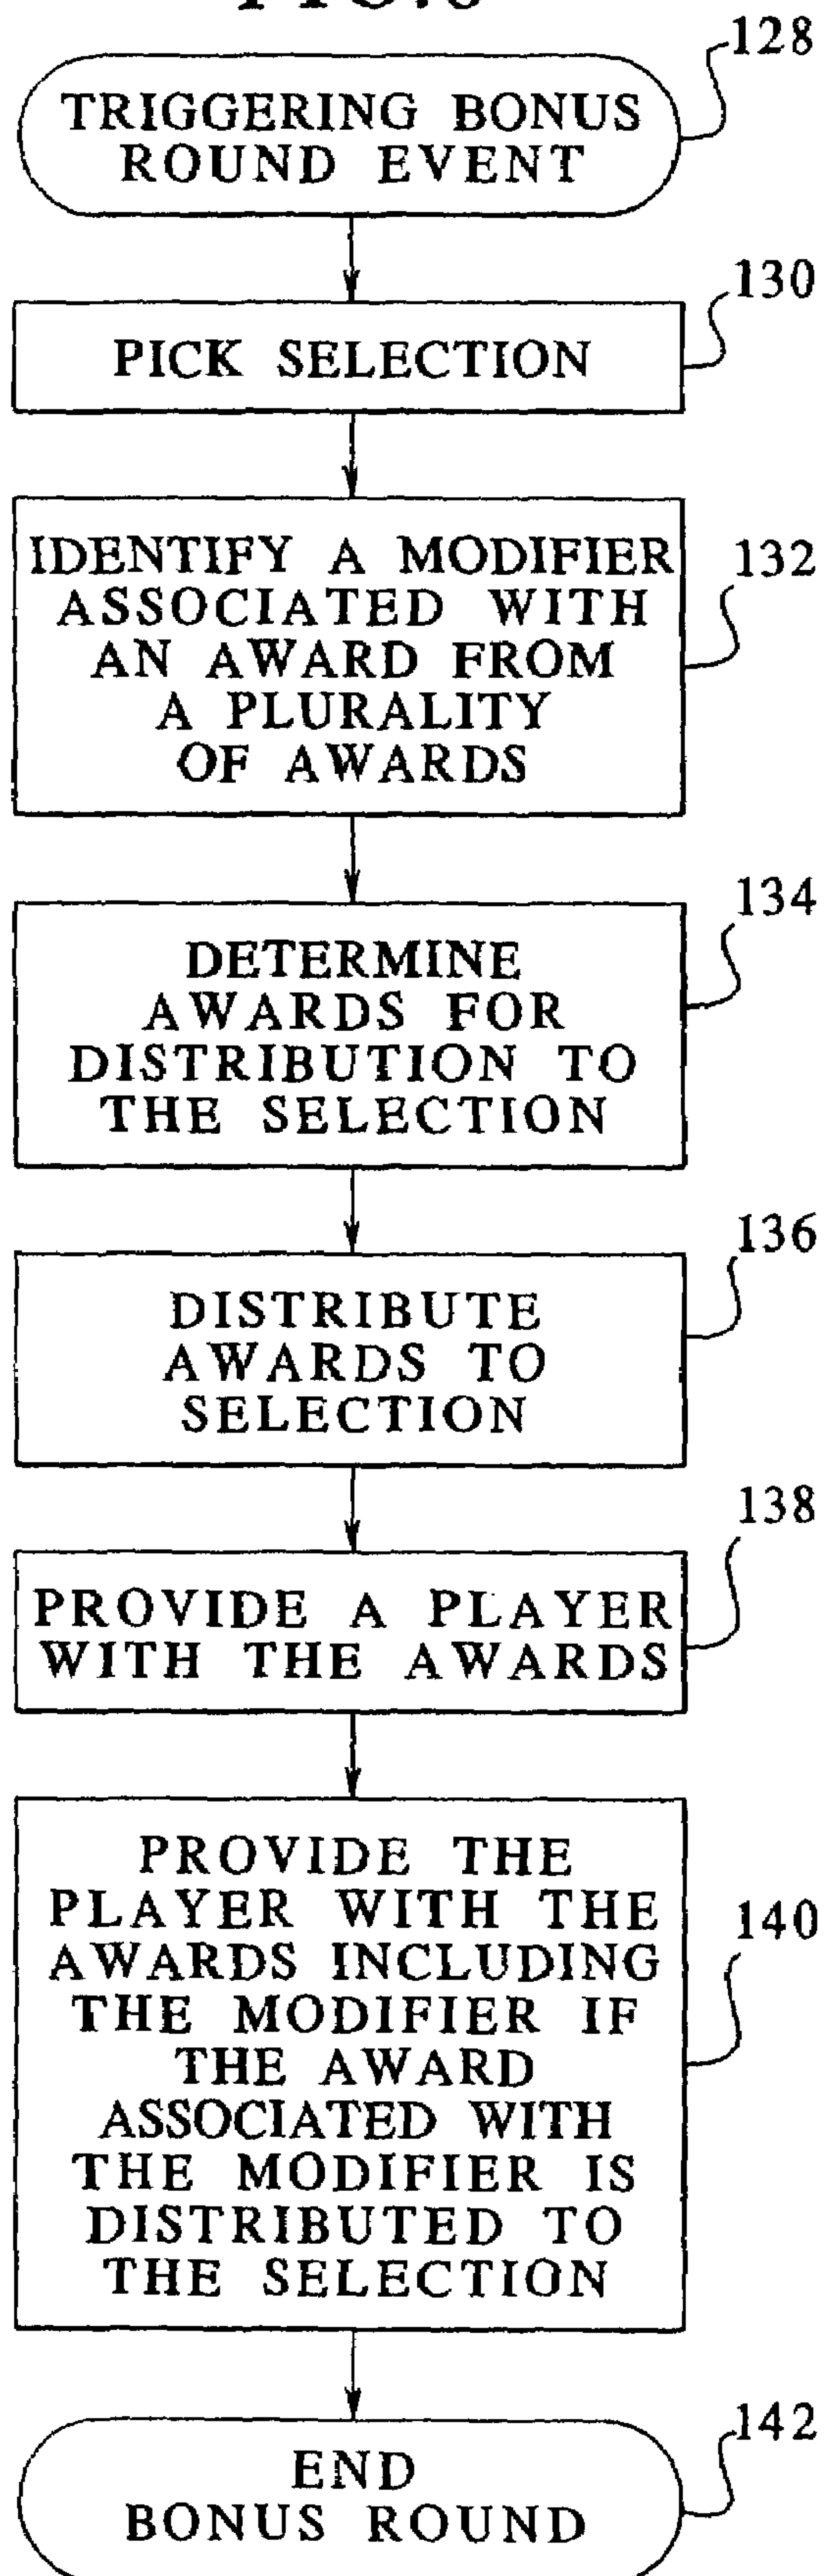 128
TRIGGERING BONUS
ROUND EVENT
130
PICK SELECTION
132
IDENTIFY A MODIFIER
ASSOCIATED WITH
AN AWARD FROM
A PLURALITY
OF AWARDS
134
DETERMINE
AWARDS FOR
DISTRIBUTION TO
THE SELECTION
136
DISTRIBUTE
AWARDS TO
SELECTION
138
PROVIDE A PLAYER
WITH THE AWARDS
140
PROVIDE THE
PLAYER WITH THE
AWARDS INCLUDING
THE MODIFIER IF
THE AWARD
ASSOCIATED WITH
THE MODIFIER IS
DISTRIBUTED TO
THE SELECTION
142
END
BONUS ROUND